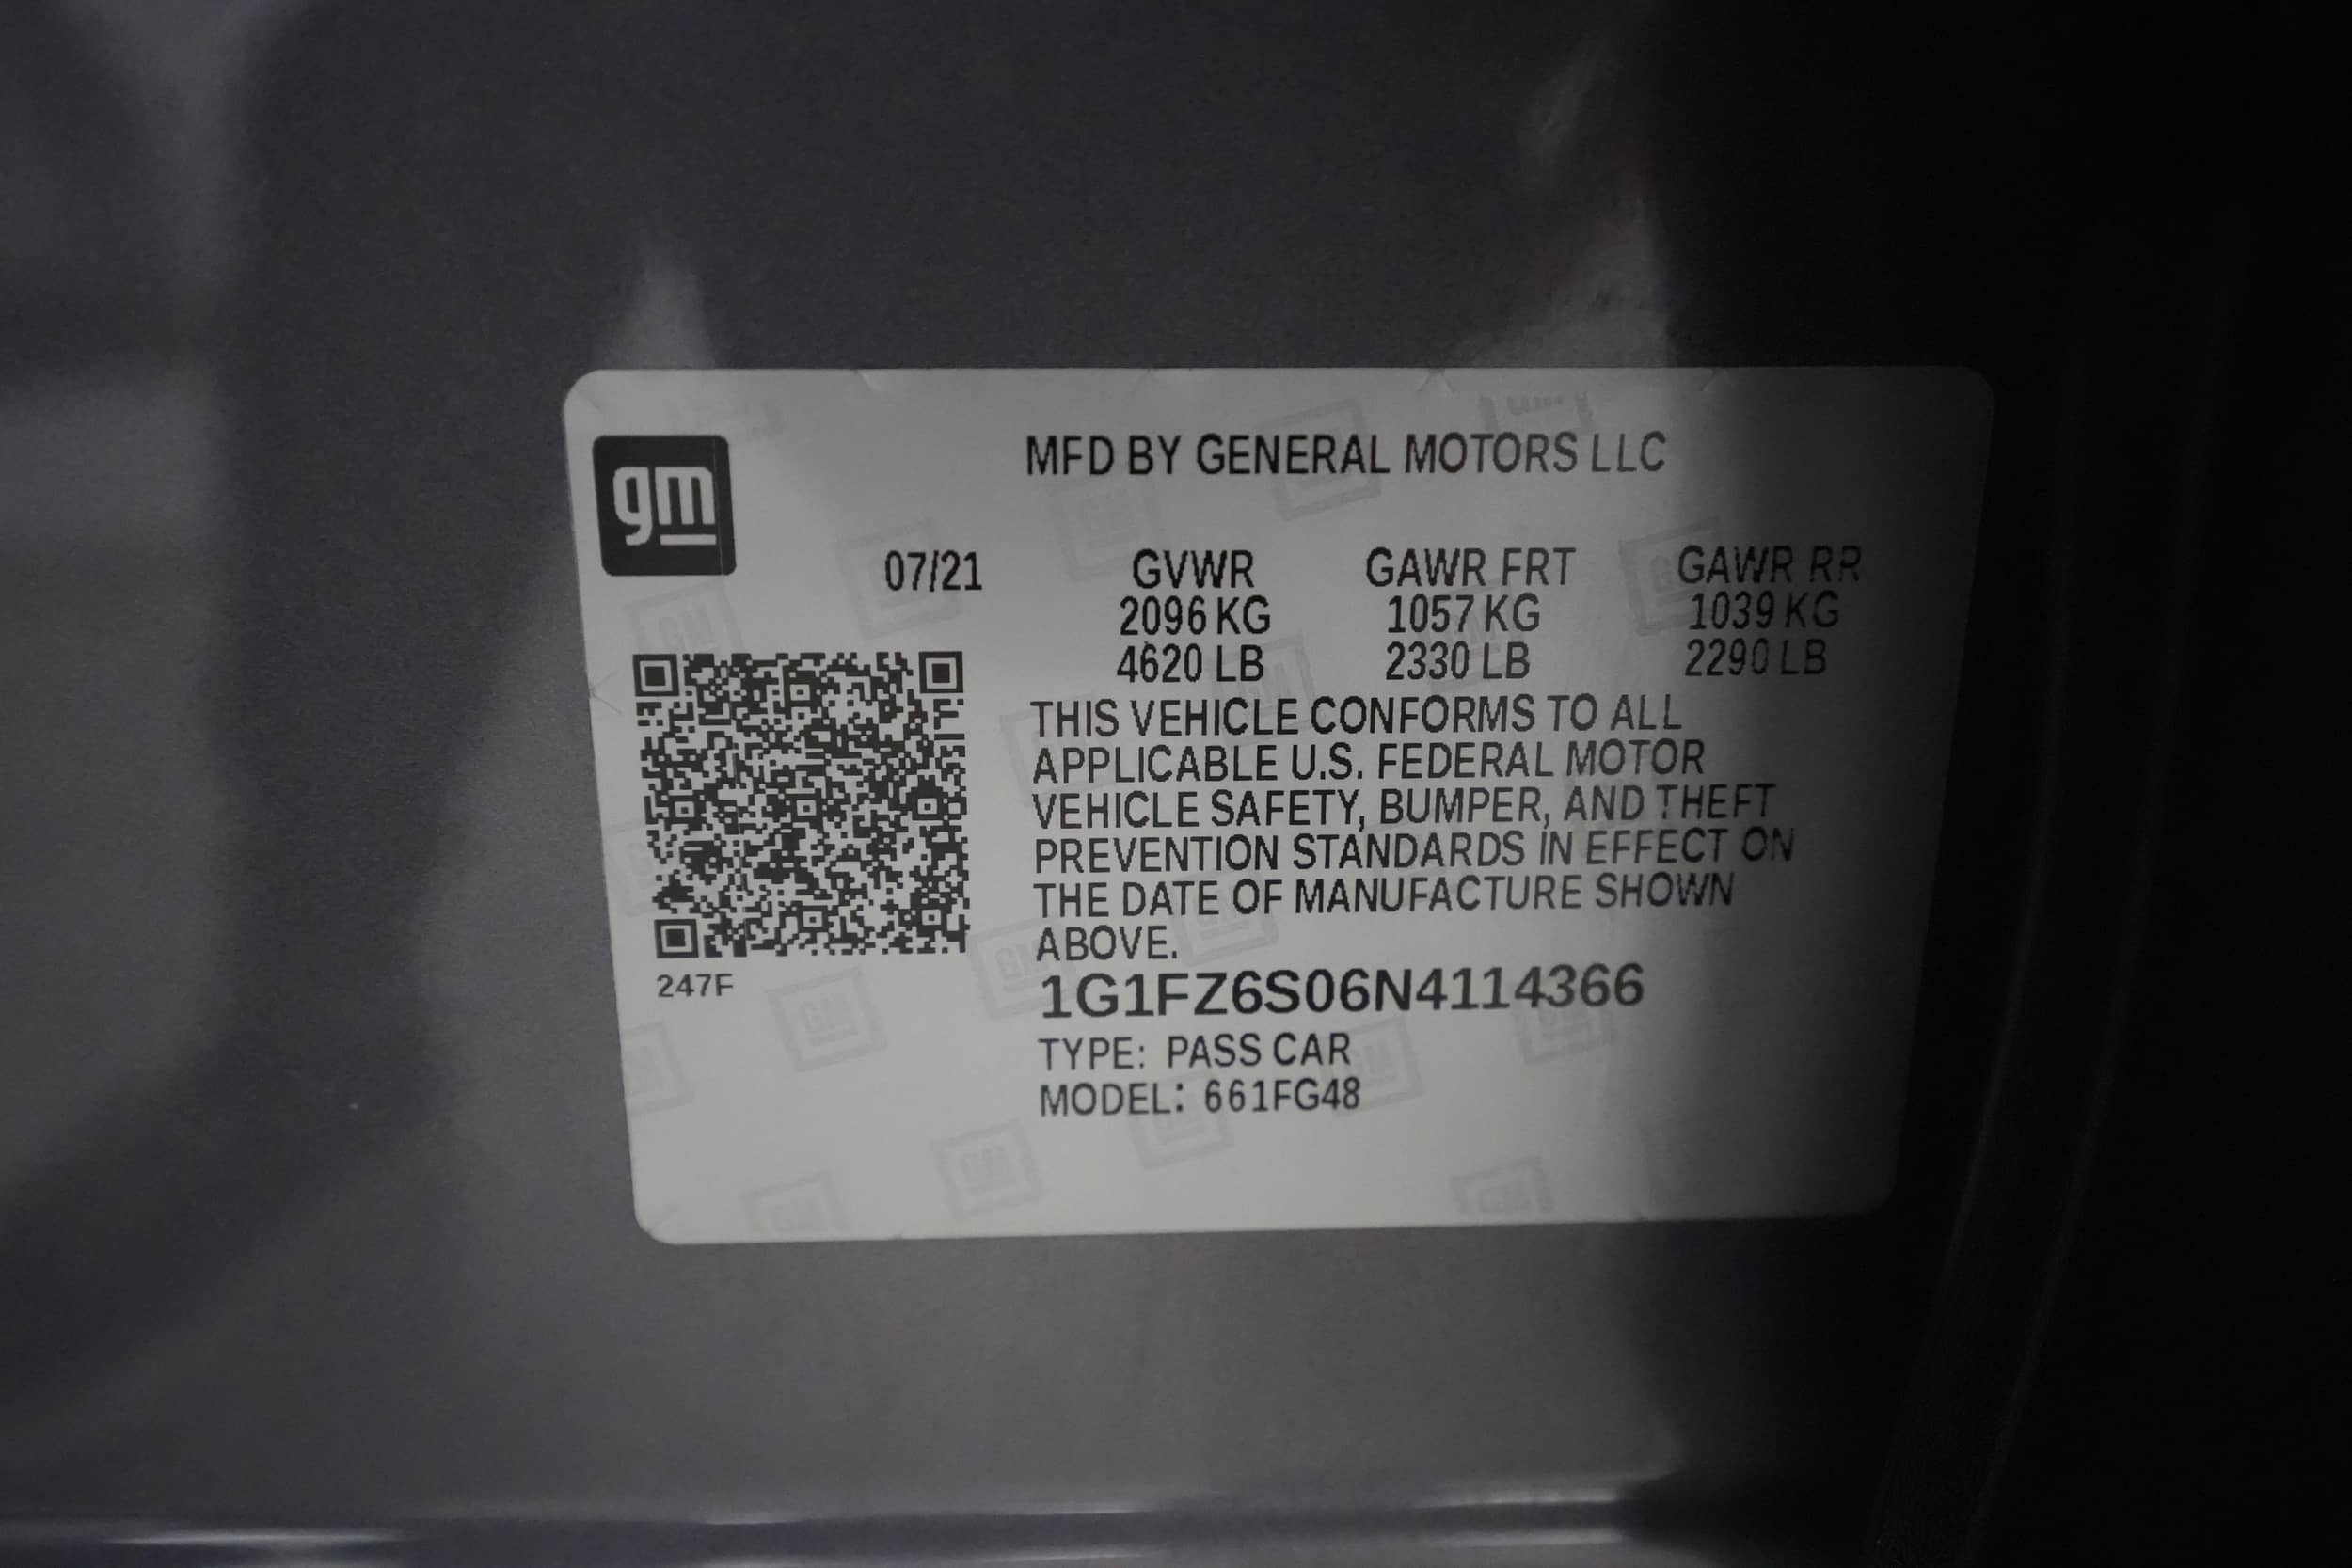 gm
MFD BY GENERAL MOTORS LLC
07/21 GVWR GAWR FRT GAWR RR
2096 KG 1057 KG 1039 KG
4620 LB 2330 LB 2290 LB
THIS VEHICLE CONFORMS TO ALL
APPLICABLE U.S. FEDERAL MOTOR
VEHICLE SAFETY, BUMPER, AND THEFT
PREVENTION STANDARDS IN EFFECT ON
THE DATE OF MANUFACTURE SHOWN
ABOVE.
247F
1G1FZ6S06N4114366
TYPE: PASS CAR
MODEL: 661FG48